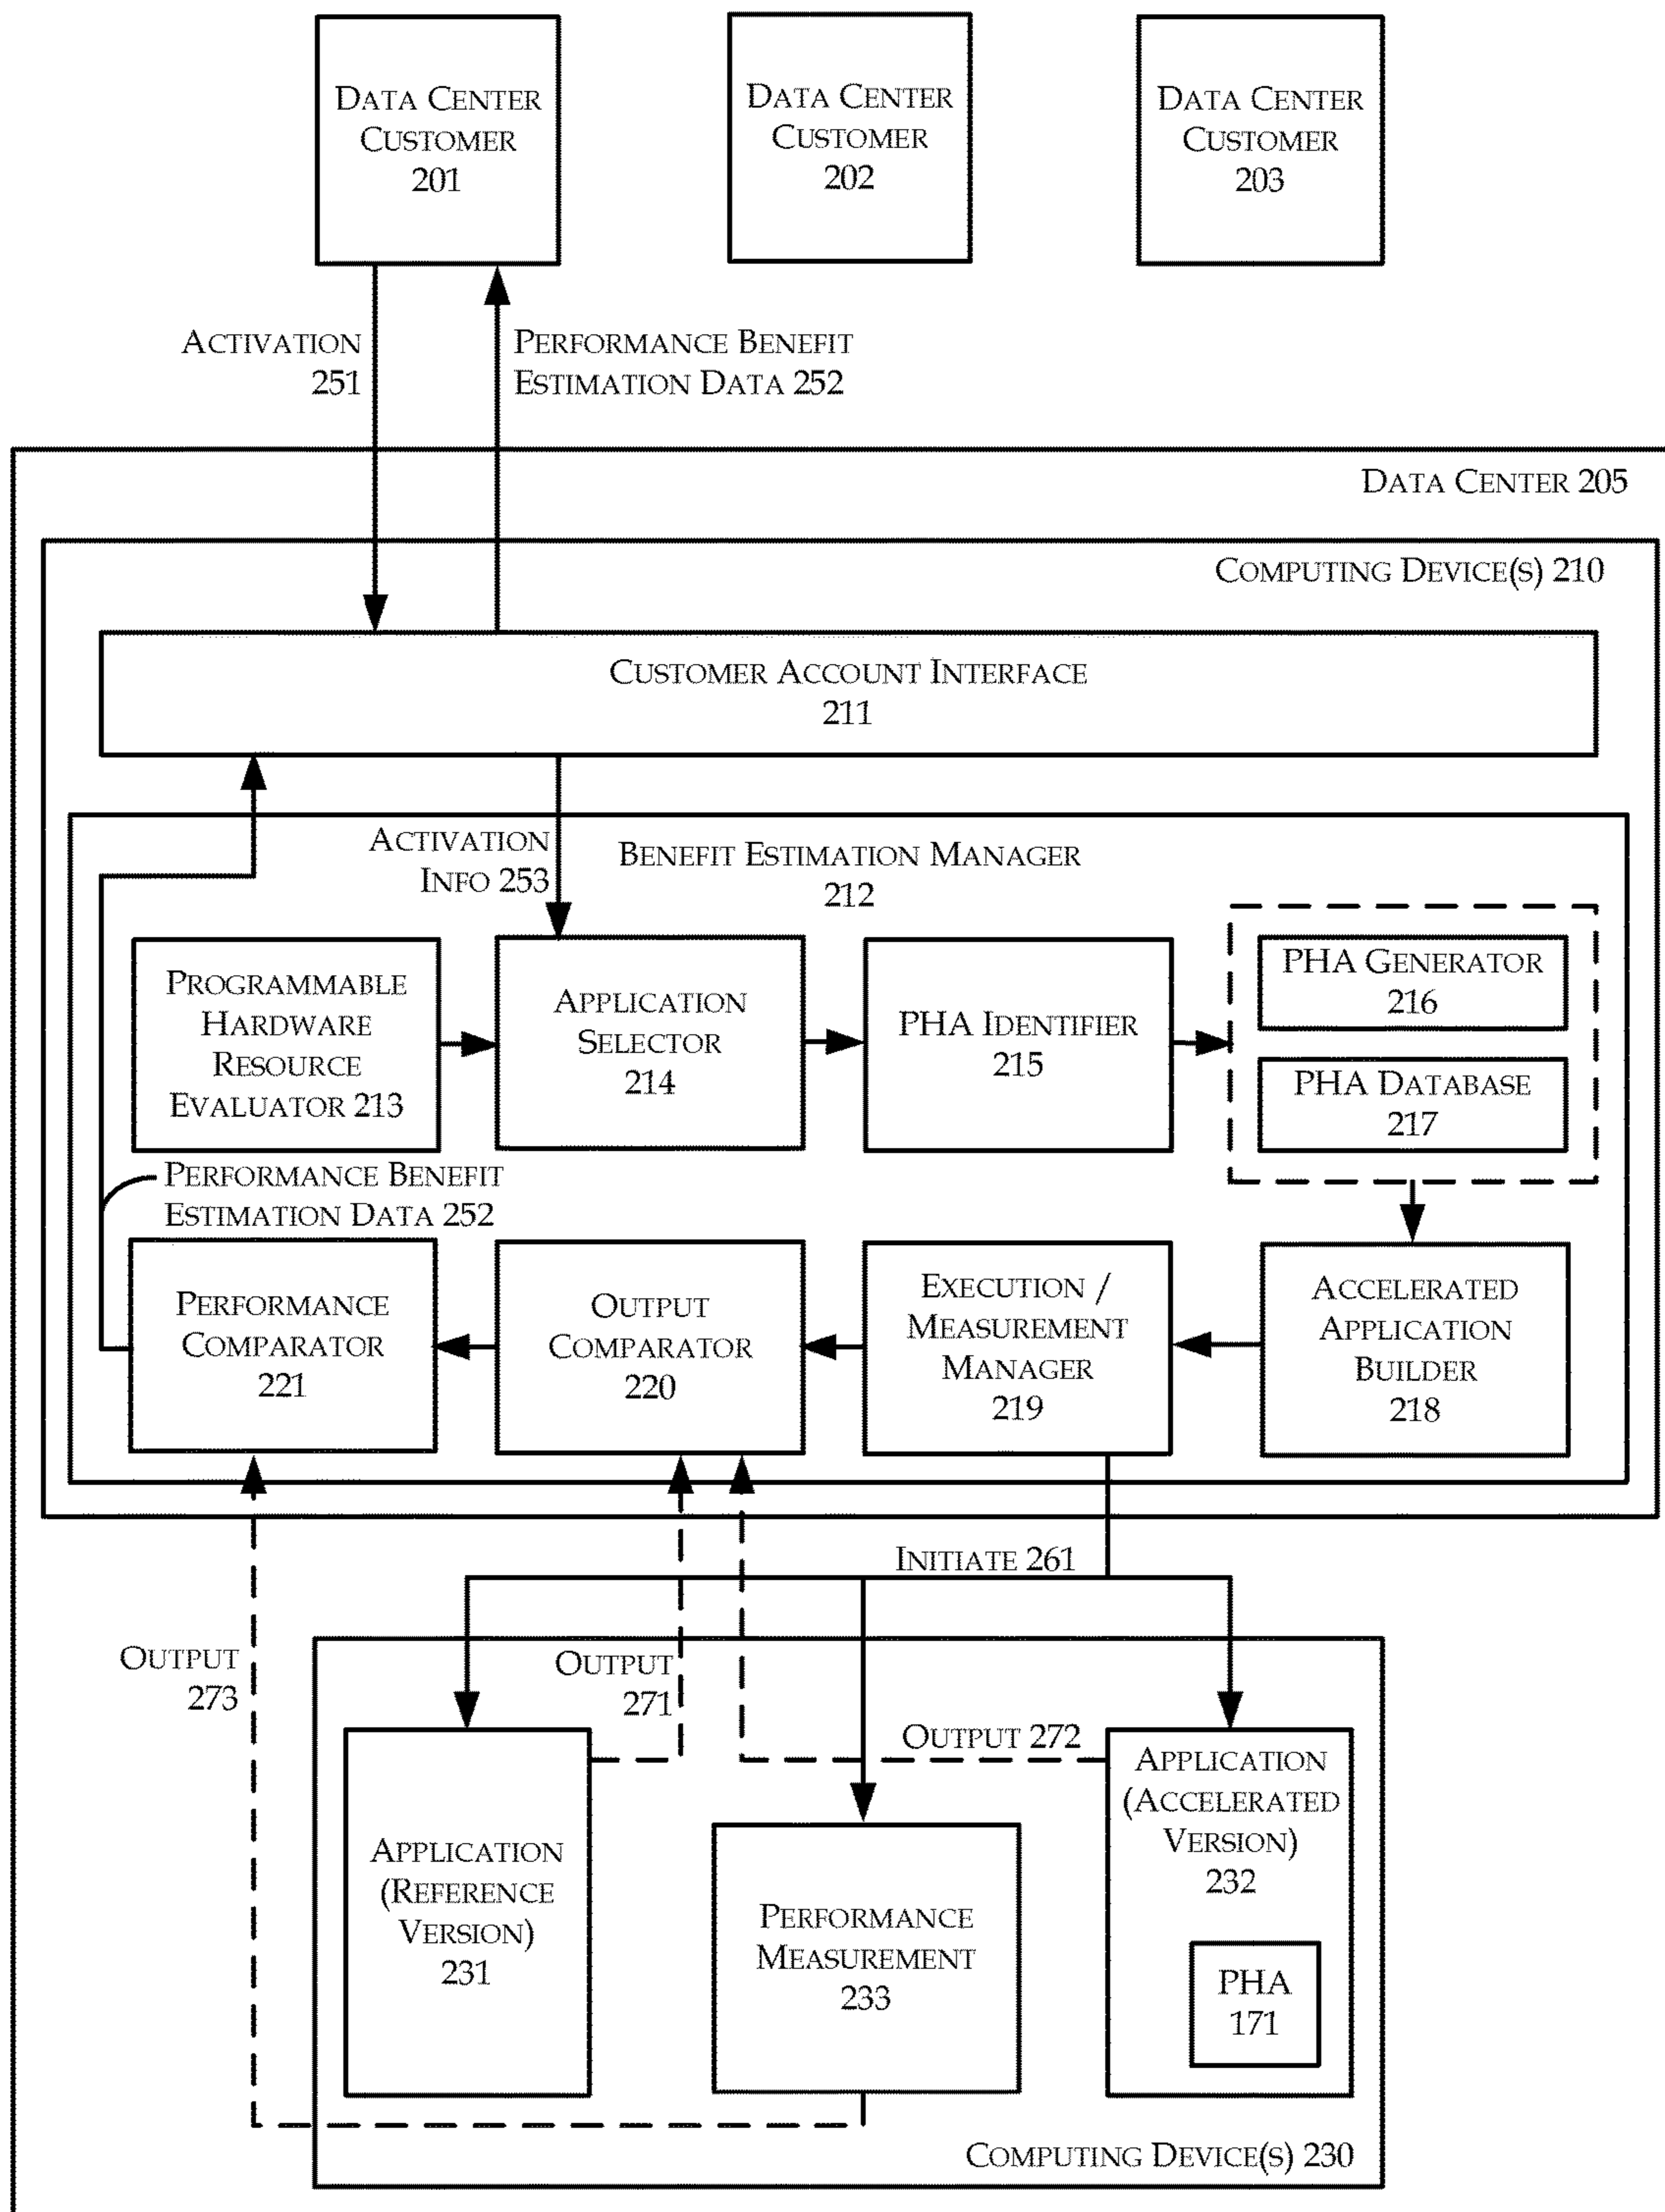 Data Center
Customer
201
Data Center
Customer
202
Data Center
Customer
203
Activation
251
Performance Benefit
Estimation Data 252
Data Center 205
Computing Device(s) 210
Customer Account Interface
211
Activation
Info 253
Benefit Estimation Manager
212
Programmable
Hardware
Resource
Evaluator 213
Application
Selector
214
PHA Identifier
215
PHA Generator
216
PHA Database
217
Performance Benefit
Estimation Data 252
Performance
Comparator
221
Output
Comparator
220
Execution /
Measurement
Manager
219
Accelerated
Application
Builder
218
Initiate 261
Output
273
Output
271
Output 272
Application
(Reference
Version)
231
Performance
Measurement
233
Application
(Accelerated
Version)
232
PHA
171
Computing Device(s) 230